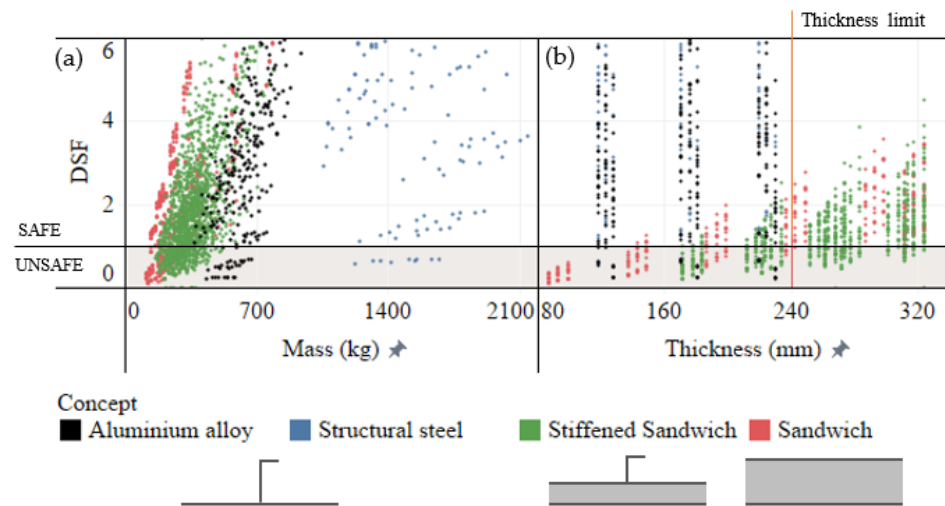 Thickness limit
(a)
(b)
6
4
2
0
DSF
SAFE
UNSAFE
0 700 1400 2100 80 160 240 320
Mass (kg) Thickness (mm)
Concept
Aluminium alloy Structural steel Stiffened Sandwich Sandwich